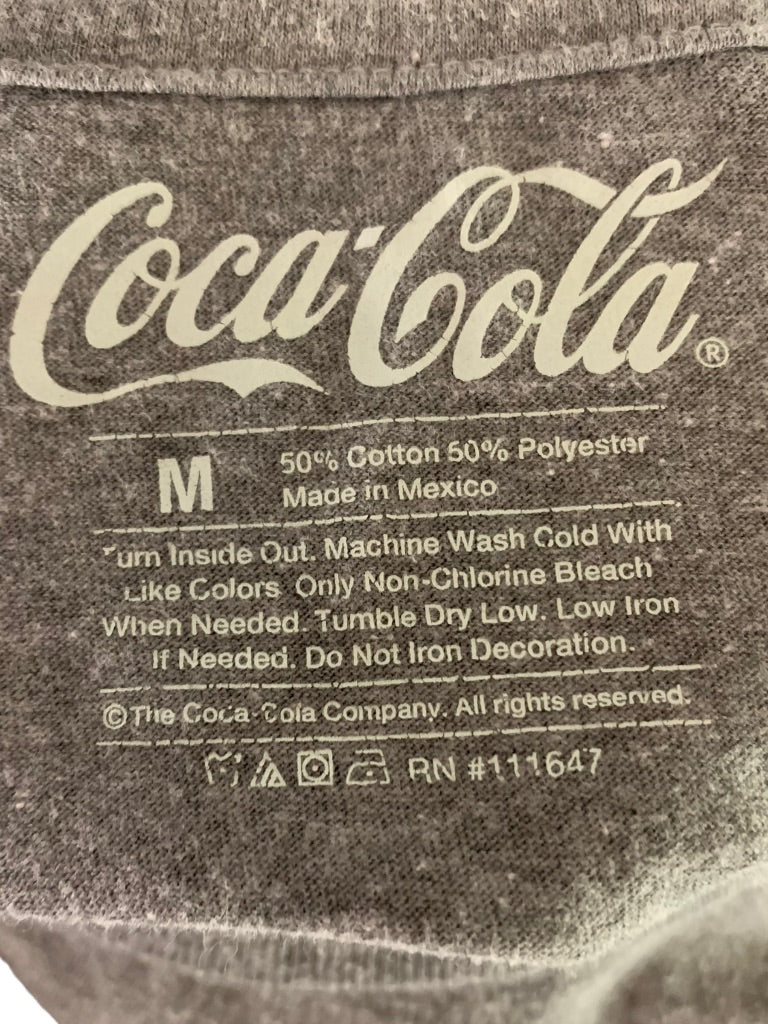 Coca-Cola®
M
50% Cotton 50% Polyester
Made in Mexico
Turn Inside Out. Machine Wash Cold With
Like Colors. Only Non-Chlorine Bleach
When Needed. Tumble Dry Low. Low Iron
If Needed. Do Not Iron Decoration.
©The Coca-Cola Company. All rights reserved.
RN #111647